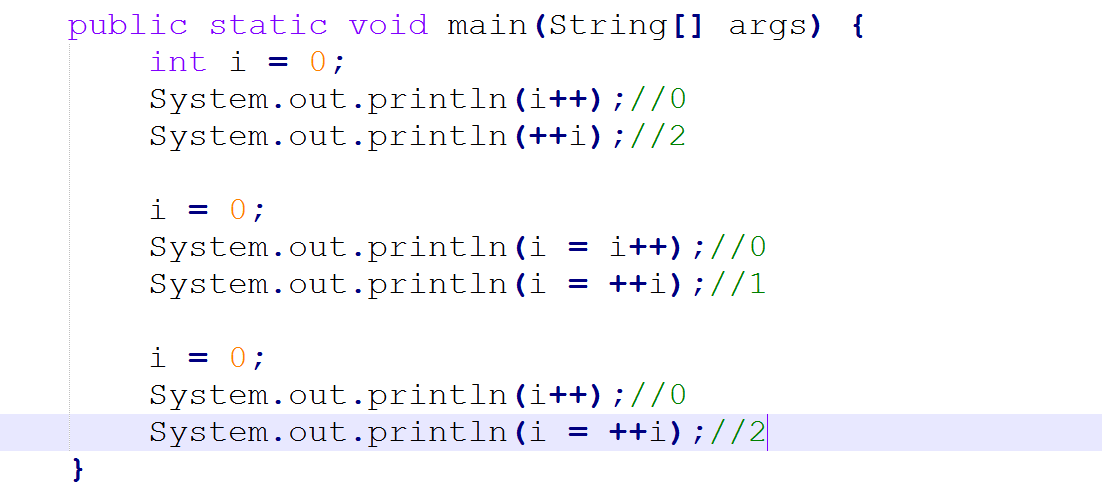 public static void main(String[] args) {
int i = 0;
System.out.println(i++);//0
System.out.println(++i);//2
i = 0;
System.out.println(i = i++);//0
System.out.println(i = ++i);//1
i = 0;
System.out.println(i++);//0
System.out.println(i = ++i);//2
}